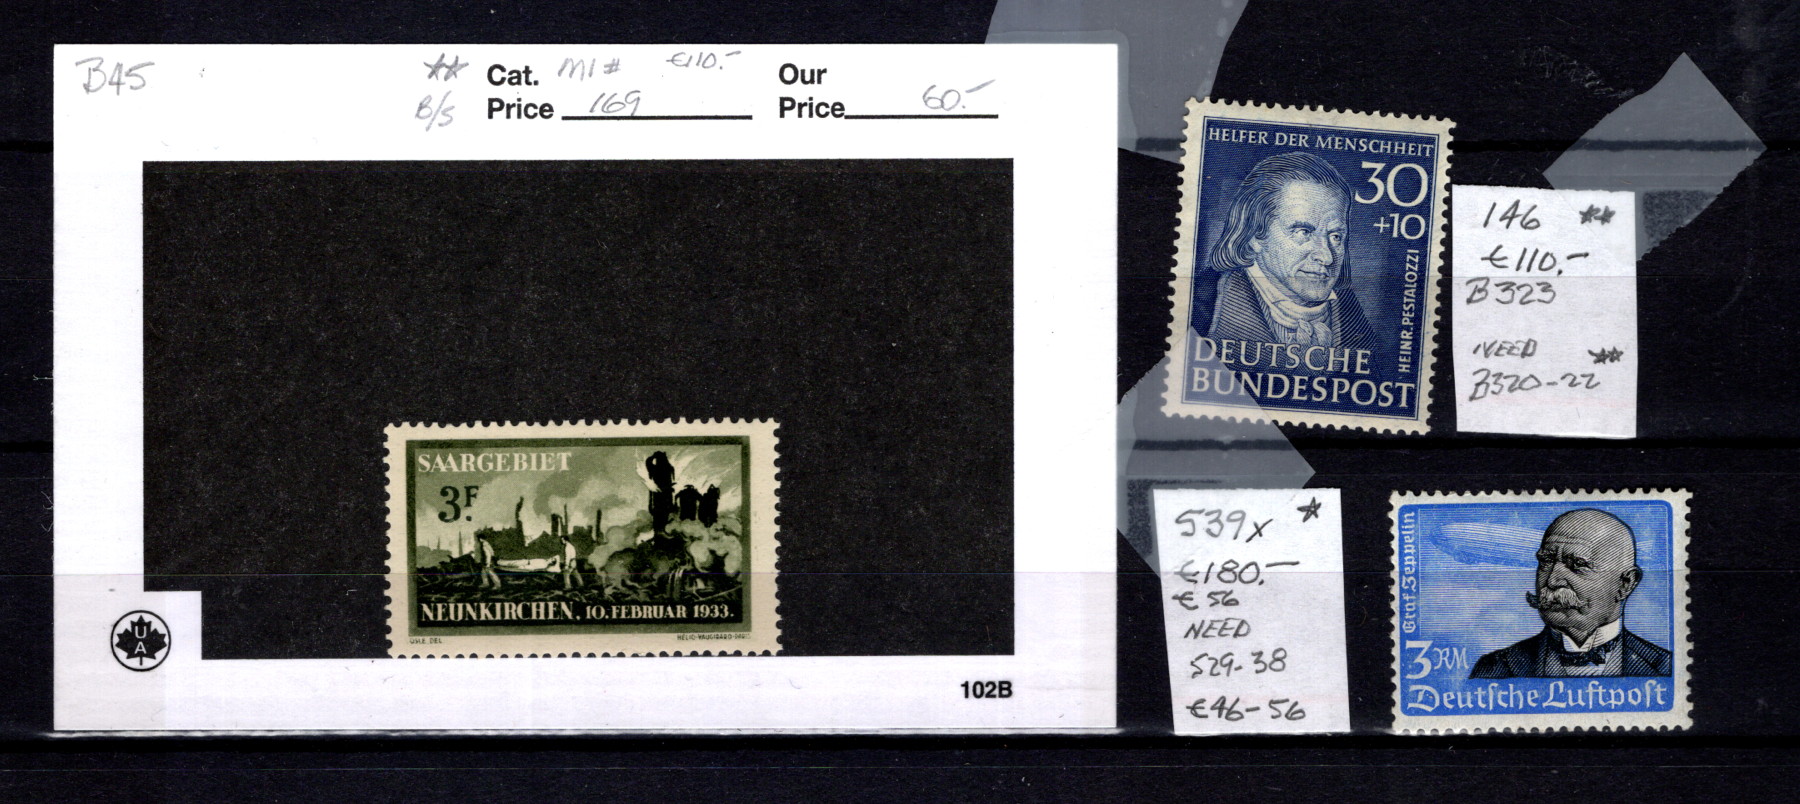 B45
** Cat. MI# €110.-
B/S Price 169
Our
Price 60.-
SAARGEBIET
3F.
NEUNKIRCHEN, 10. FEBRUAR 1933.
UA
102B
HELFER DER MENSCHHEIT
30
+10
HEINR. PESTALOZZI
DEUTSCHE
BUNDESPOST
146 **
€110.-
B323
NEED **
B320-22
539x *
€180.-
€56
NEED
529-38
€46-56
Graf Zeppelin
3RM
Deutsche Luftpost